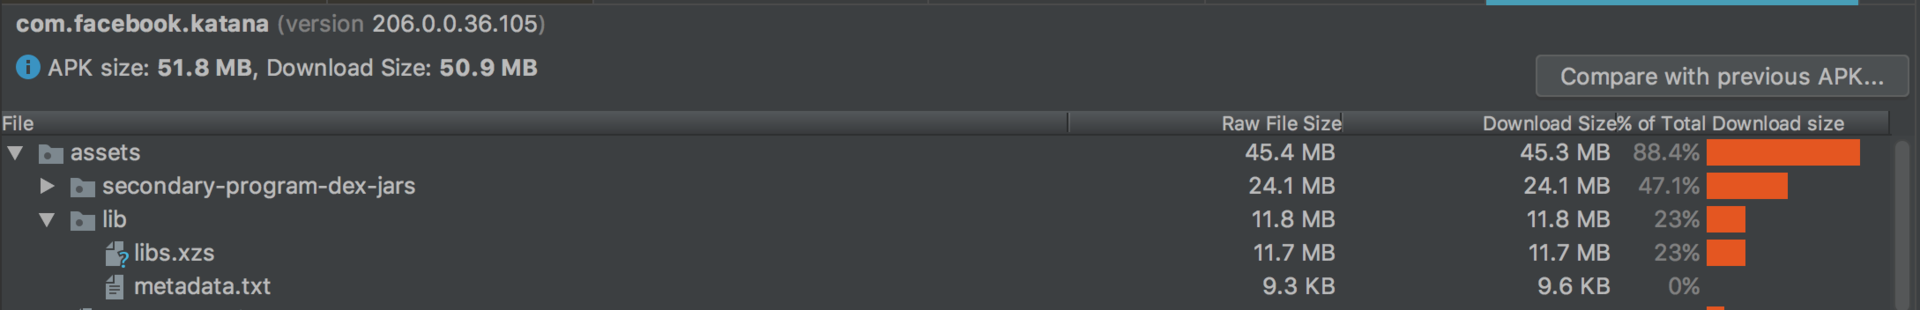 com.facebook.katana (version 206.0.0.36.105)
APK size: 51.8 MB, Download Size: 50.9 MB
Compare with previous APK...
File Raw File Size Download Size % of Total Download size
assets 45.4 MB 45.3 MB 88.4%
secondary-program-dex-jars 24.1 MB 24.1 MB 47.1%
lib 11.8 MB 11.8 MB 23%
libs.xzs 11.7 MB 11.7 MB 23%
metadata.txt 9.3 KB 9.6 KB 0%